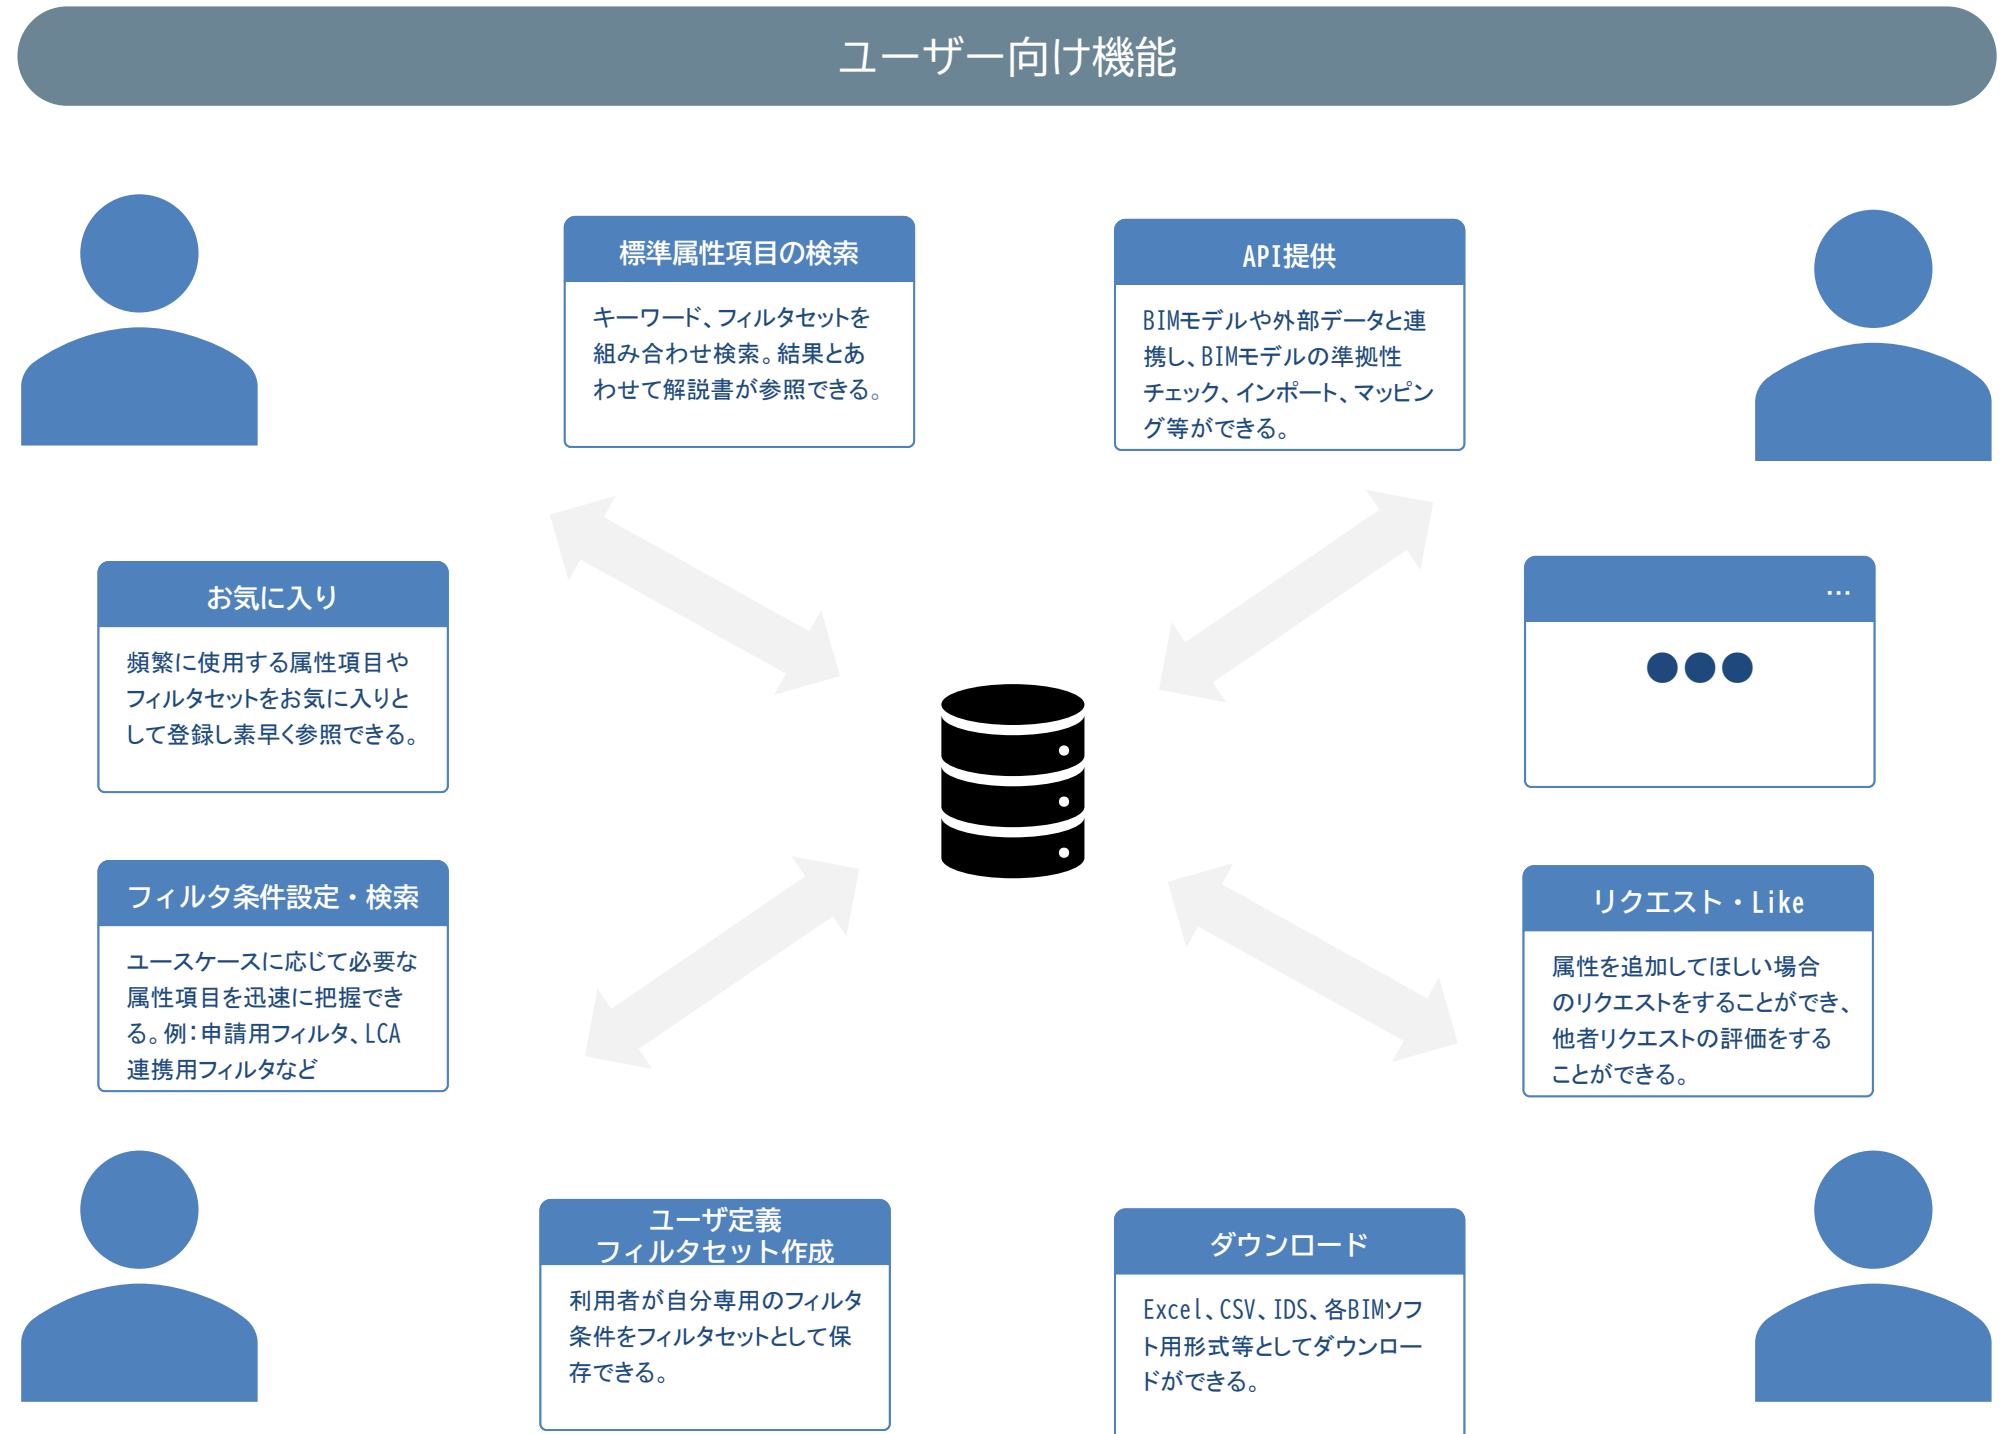 ユーザー向け機能
標準属性項目の検索
キーワード、フィルタセットを
組み合わせ検索。結果とあ
わせて解説書が参照できる。
API提供
BIMモデルや外部データと連
携し、BIMモデルの準拠性
チェック、インポート、マッピン
グ等ができる。
お気に入り
頻繁に使用する属性項目や
フィルタセットをお気に入りと
して登録し素早く参照できる。
…
●●●
フィルタ条件設定・検索
ユースケースに応じて必要な
属性項目を迅速に把握でき
る。例：申請用フィルタ、LCA
連携用フィルタなど
リクエスト・Like
属性を追加してほしい場合
のリクエストをすることができ、
他者リクエストの評価をする
ことができる。
ユーザ定義
フィルタセット作成
利用者が自分専用のフィルタ
条件をフィルタセットとして保
存できる。
ダウンロード
Excel、CSV、IDS、各BIMソフ
ト用形式等としてダウンロー
ドができる。